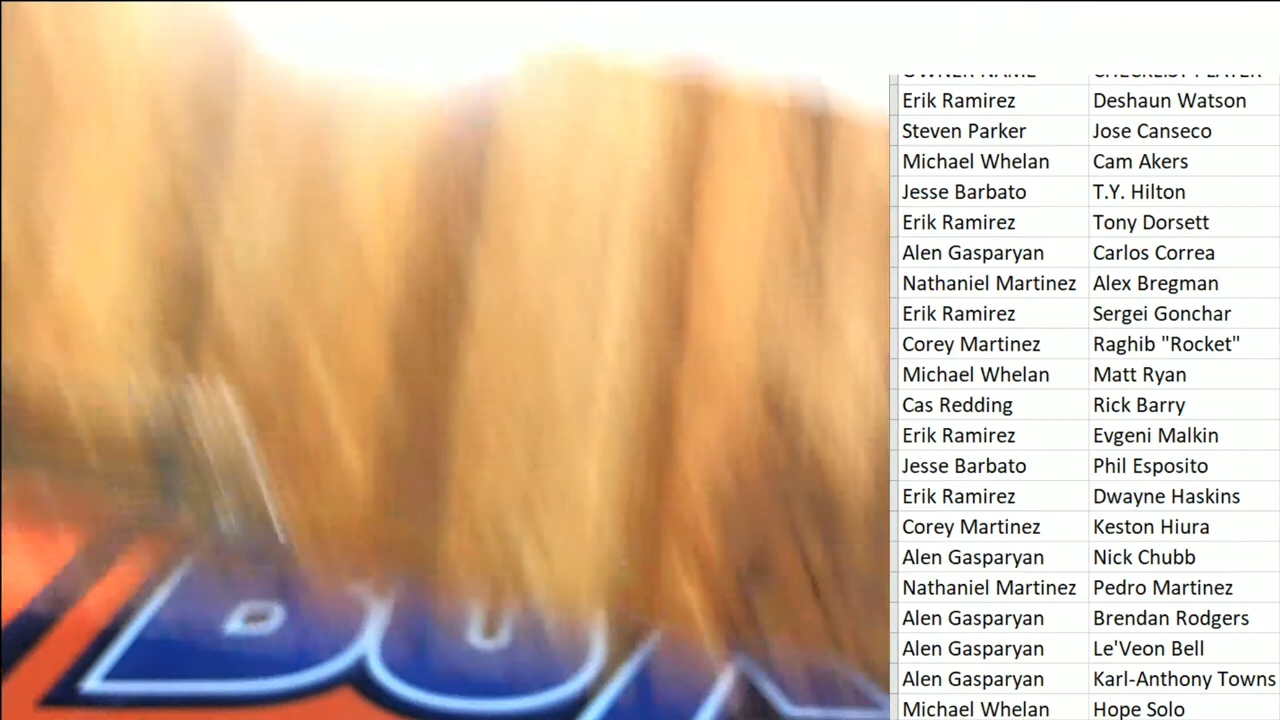 OWNER NAME CHECKLIST PLAYER
Erik Ramirez Deshaun Watson
Steven Parker Jose Canseco
Michael Whelan Cam Akers
Jesse Barbato T.Y. Hilton
Erik Ramirez Tony Dorsett
Alen Gasparyan Carlos Correa
Nathaniel Martinez Alex Bregman
Erik Ramirez Sergei Gonchar
Corey Martinez Raghib "Rocket"
Michael Whelan Matt Ryan
Cas Redding Rick Barry
Erik Ramirez Evgeni Malkin
Jesse Barbato Phil Esposito
Erik Ramirez Dwayne Haskins
Corey Martinez Keston Hiura
Alen Gasparyan Nick Chubb
Nathaniel Martinez Pedro Martinez
Alen Gasparyan Brendan Rodgers
Alen Gasparyan Le'Veon Bell
Alen Gasparyan Karl-Anthony Towns
Michael Whelan Hope Solo